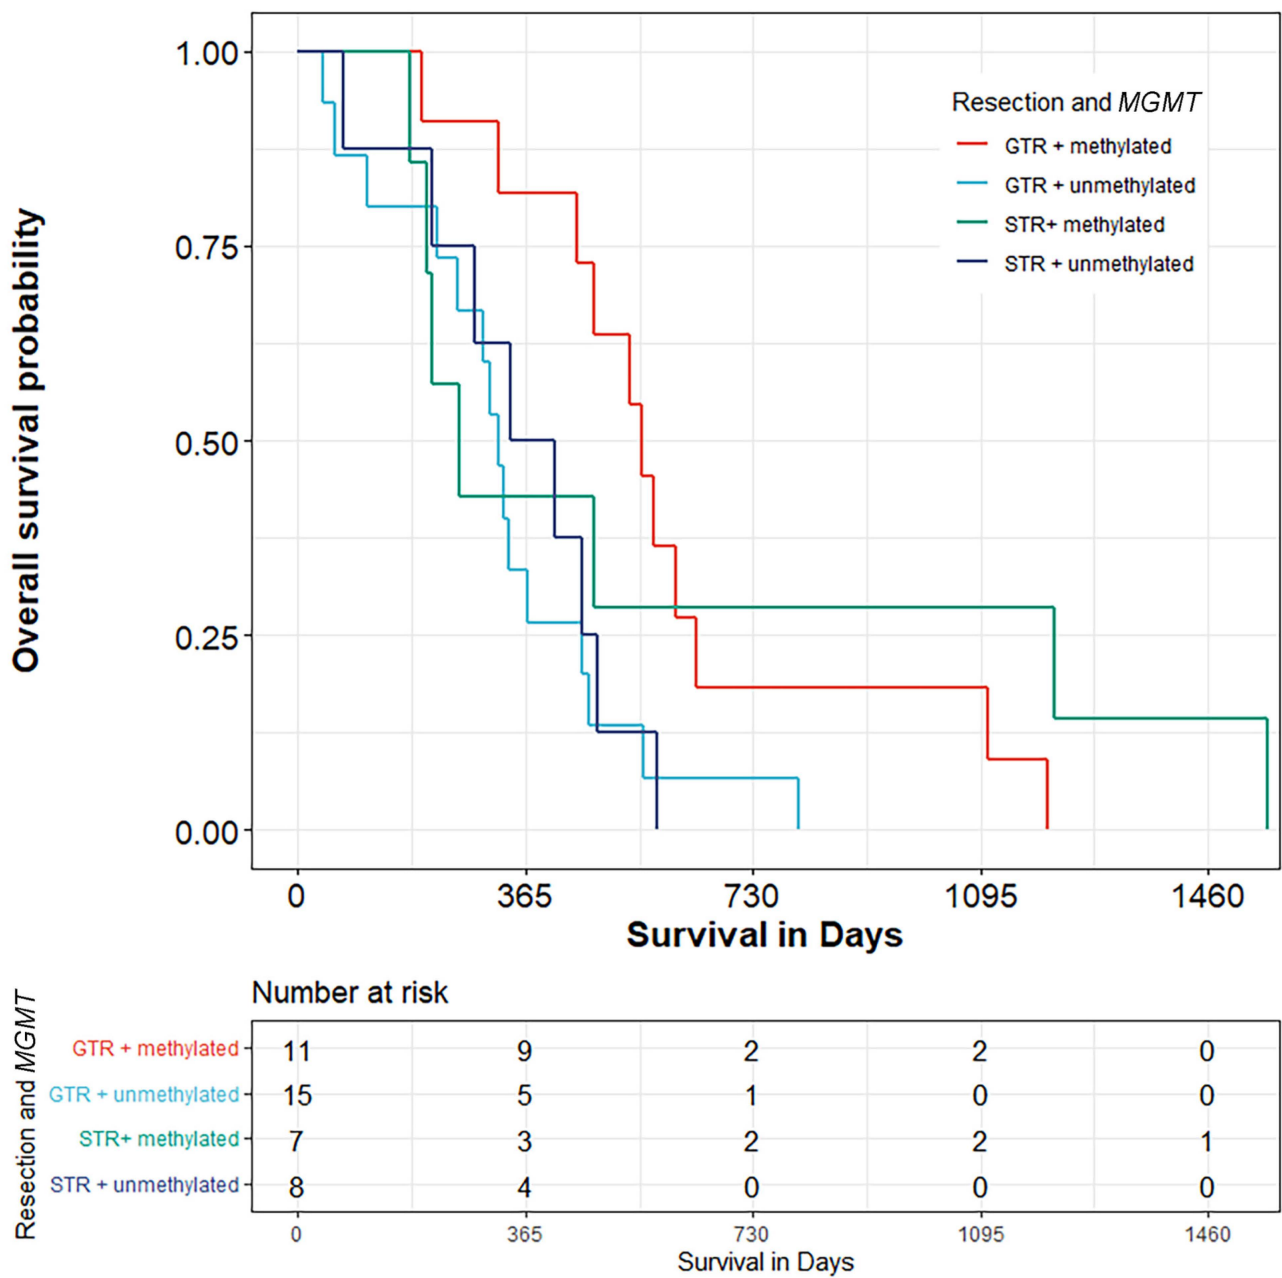 Overall survival probability
1.00
0.75
0.50
0.25
0.00
Resection and MGMT
GTR + methylated
GTR + unmethylated
STR+ methylated
STR + unmethylated
0 365 730 1095 1460
Survival in Days
Number at risk
Resection and MGMT
GTR + methylated 11 9 2 2 0
GTR + unmethylated 15 5 1 0 0
STR+ methylated 7 3 2 2 1
STR + unmethylated 8 4 0 0 0
0 365 730 1095 1460
Survival in Days